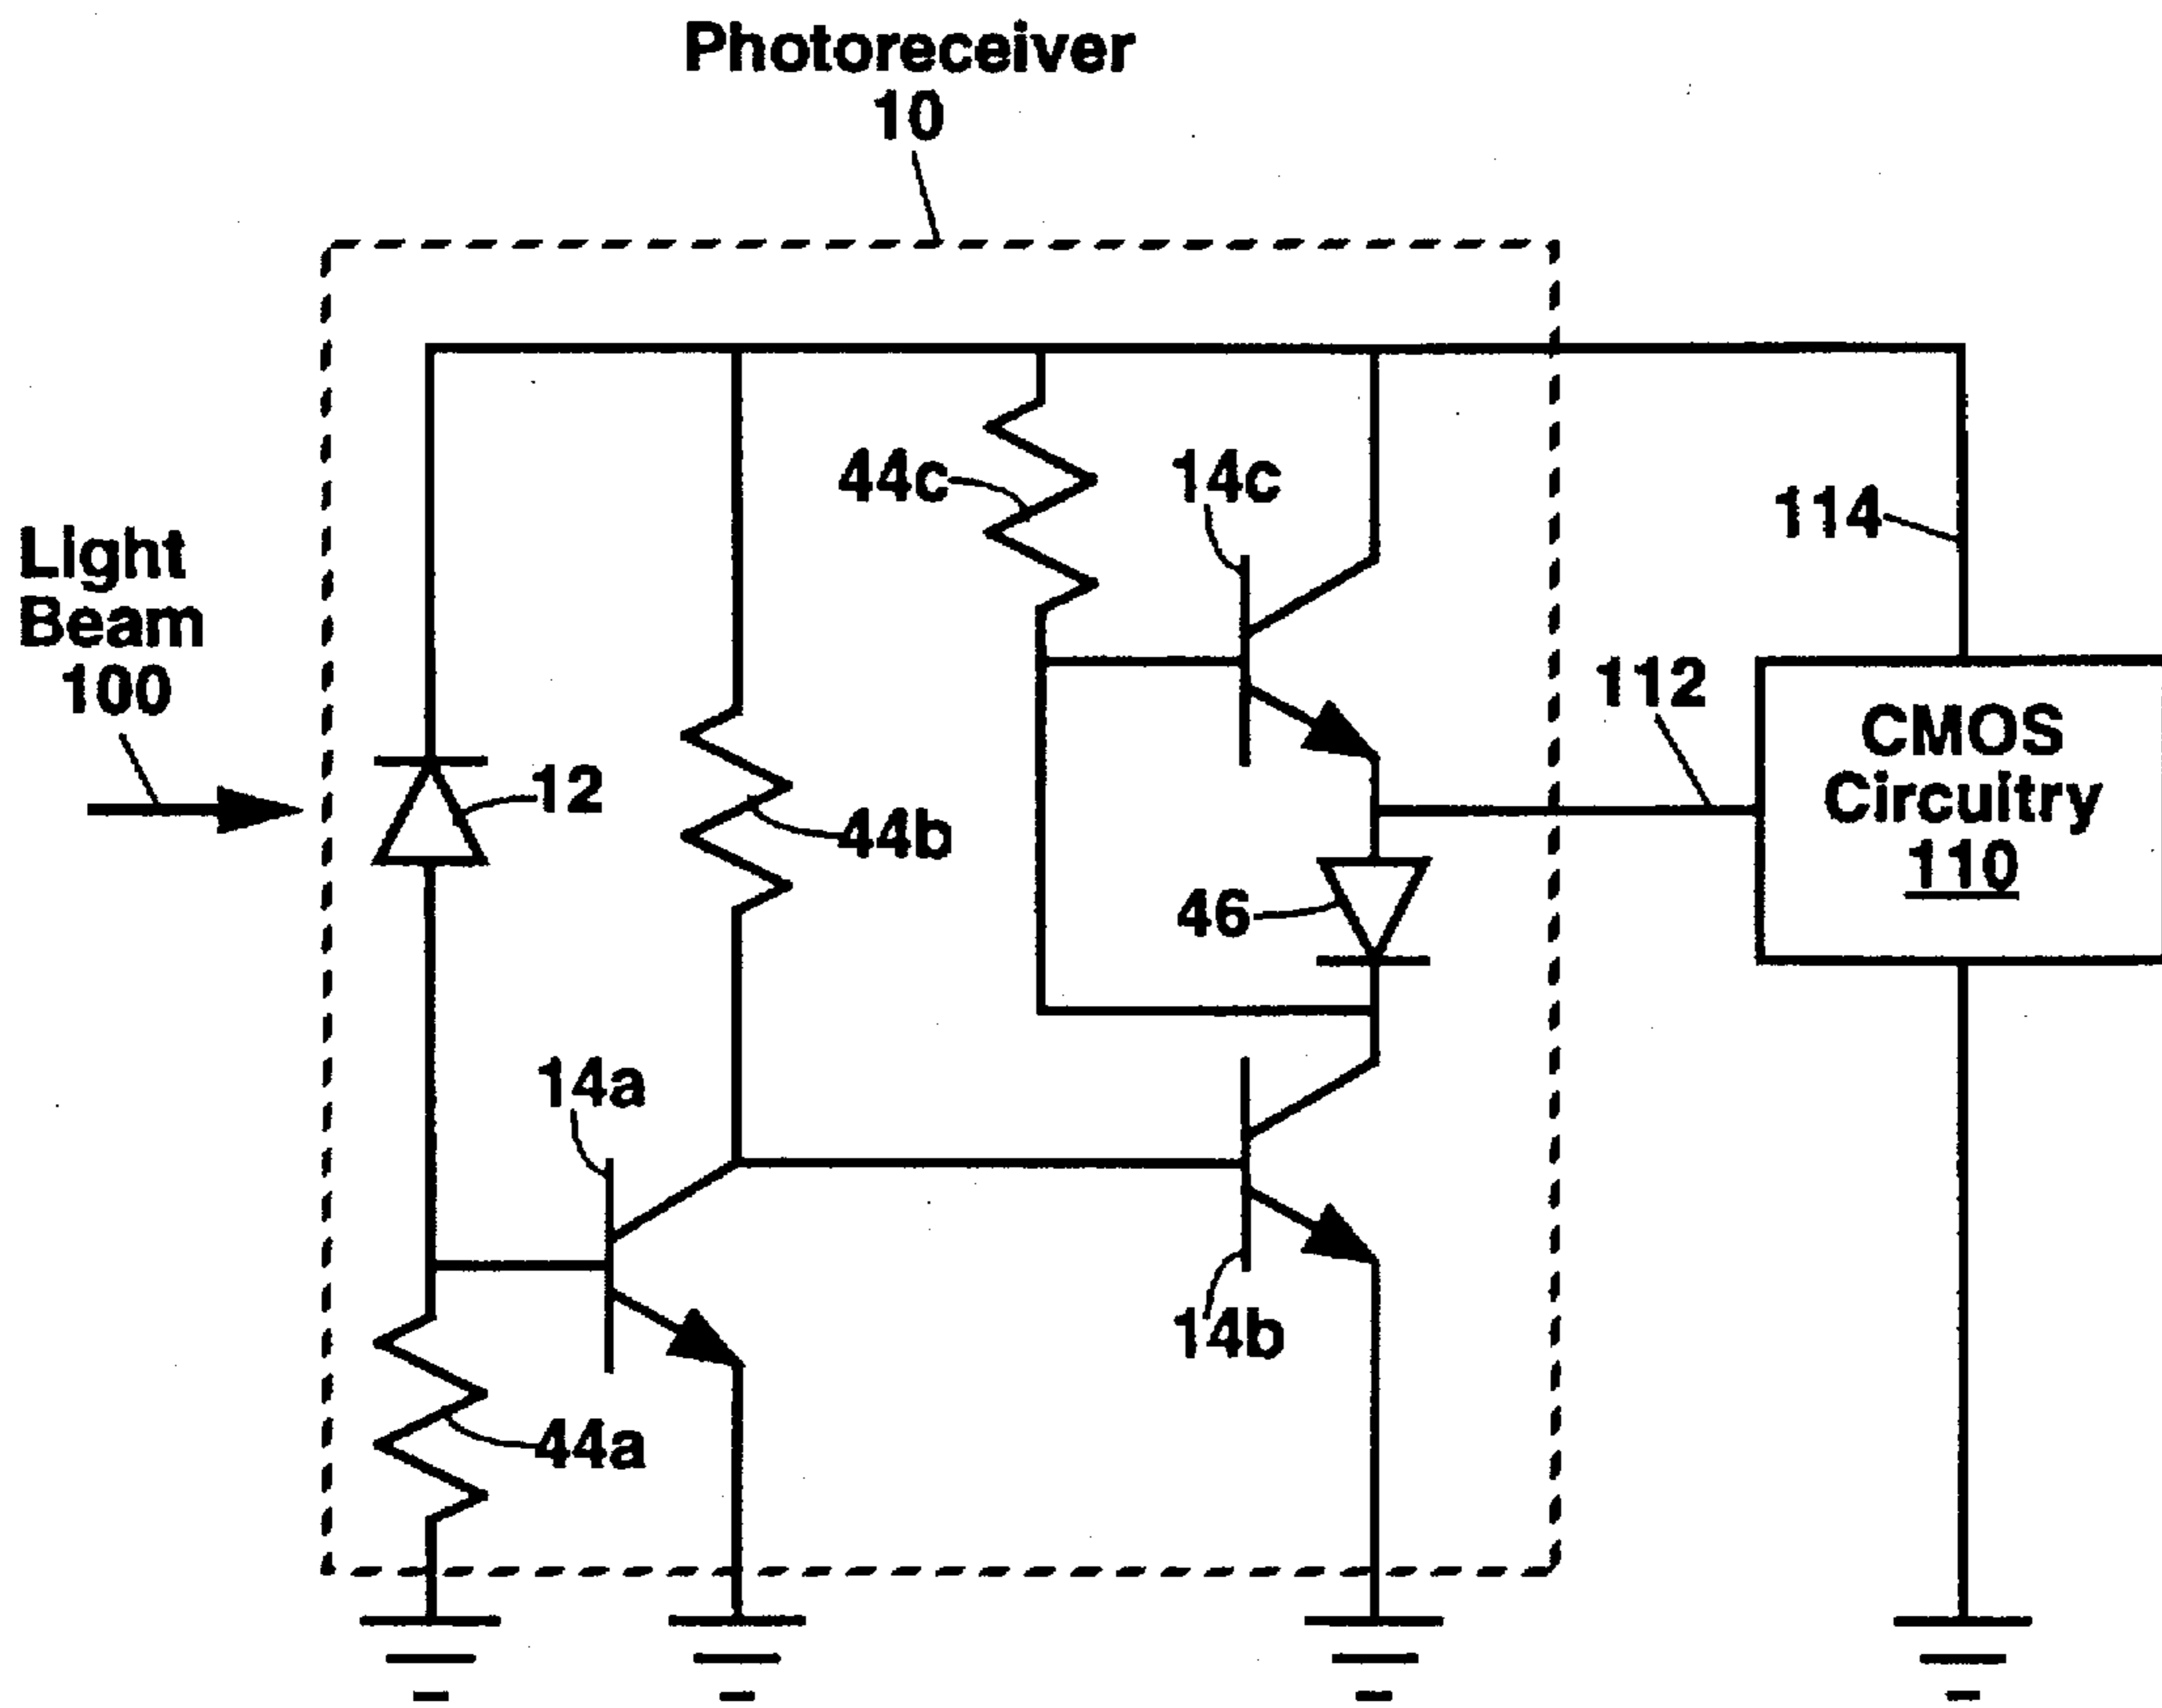 Photoreceiver
10
44c
14c
114
Light
Beam
100
112
CMOS
Circuitry
110
12
44b
46
14a
14b
44a